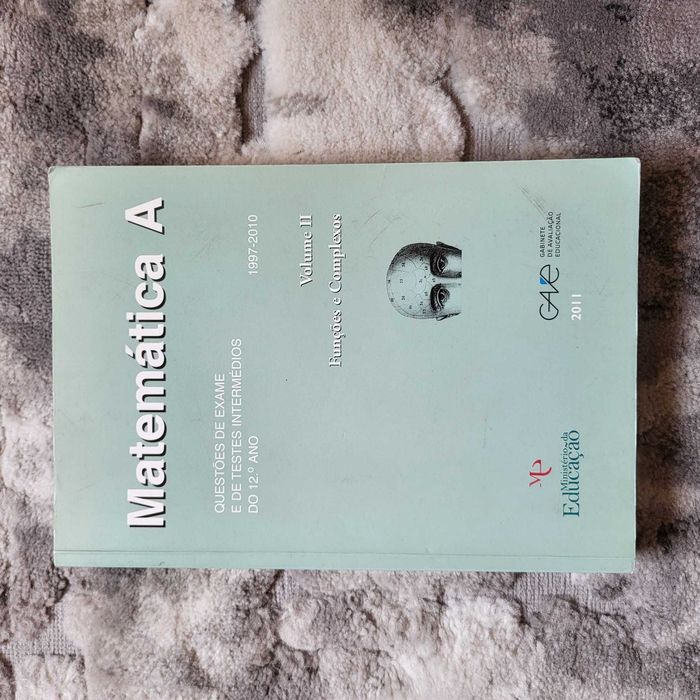 Matemática A
QUESTÕES DE EXAME
E DE TESTES INTERMÉDIOS
DO 12.º ANO
1997-2010
Volume II
Funções e Complexos
Ministério da
Educação
GAVE
GABINETE
DE AVALIAÇÃO
EDUCACIONAL
2011